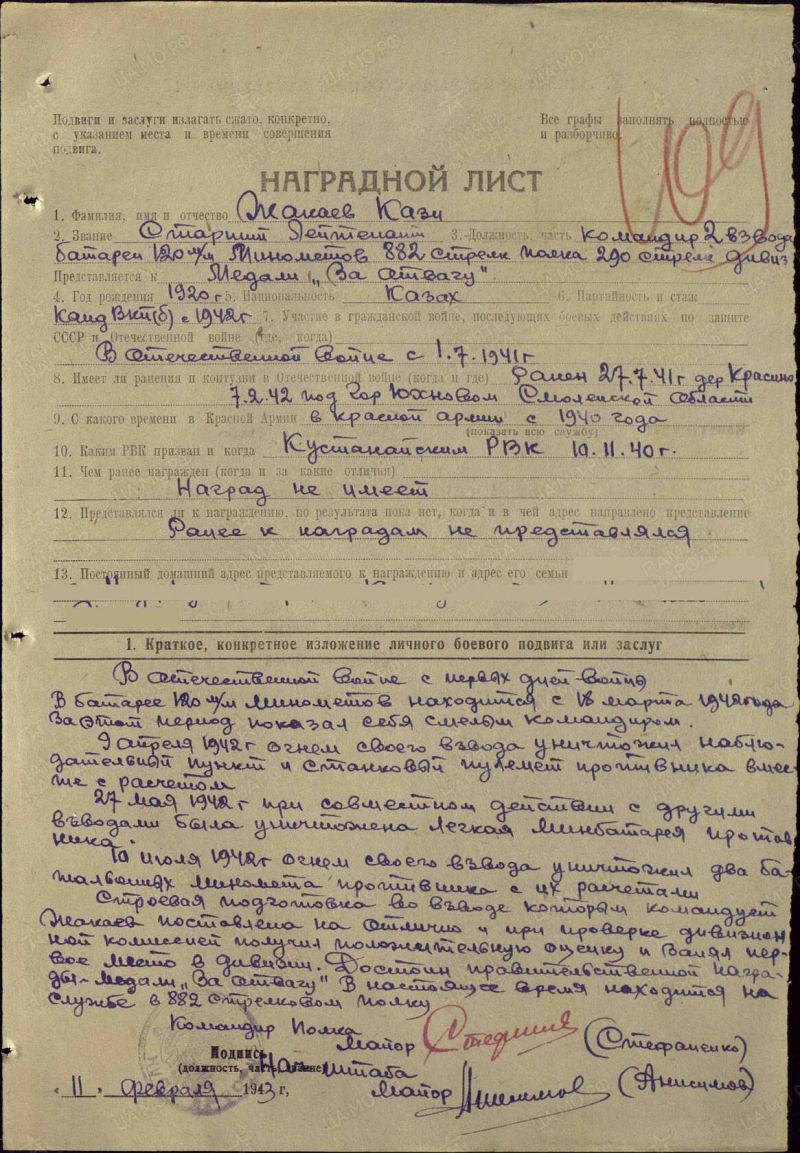 Подвиги и заслуги излагать сжато, конкретно,
с указанием места и времени совершения
подвига.
Все графы заполнять полностью
и разборчиво.
109
НАГРАДНОЙ ЛИСТ
1. Фамилия, имя и отчество Жакаев Кази
2. Звание Старший Лейтенант 3. Должность, часть командир 2 взвода
батареи 120 м/м Минометов 882 стрелк полка 290 стрелк дивиз
Представляется к Медали „За отвагу"
4. Год рождения 1920 г 5. Национальность Казах 6. Партийность и стаж
Канд ВКП(б) с 1942 г 7. Участие в гражданской войне, последующих боевых действиях по защите
СССР и Отечественной войне (где, когда)
В отечественной войне с 1.7.1941 г
8. Имеет ли ранения и контузии в Отечественной войне (когда и где) Ранен 27.7.41 г дер Красино
7.2.42 под гор Юхновом Смоленской области
9. С какого времени в Красной Армии в красной армии с 1940 года
(показать всю службу)
10. Каким РВК призван и когда Кустанайским РВК 10.11.40 г.
11. Чем ранее награжден (когда и за какие отличия)
Наград не имеет
12. Представлялся ли к награждению, но результата пока нет, когда и в чей адрес направлено представление
Ранее к наградам не представлялся
13. Постоянный домашний адрес представляемого к награждению и адрес его семьи
1. Краткое, конкретное изложение личного боевого подвига или заслуг
В отечественной войне с первых дней войны
В батарее 120 м/м минометов находится с 18 марта 1942 года
За этот период показал себя смелым командиром.
9 апреля 1942 г огнем своего взвода уничтожил наблю-
дательный пункт и станковый пулемет противника вмес-
те с расчетом
27 мая 1942 г при совместном действии с другими
взводами была уничтожена легкая минбатарея против
ника.
10 июля 1942 г огнем своего взвода уничтожил два ба-
тальонных миномета противника с их расчетами
Строевая подготовка во взводе которым командует
Жакаев поставлена на отлично и при проверке дивизион
ной комиссией получил положительную оценку и занял пер-
вое место в дивизии. Достоин правительственной награ-
ды - медали „За отвагу" В настоящее время находится на
службе в 882 стрелковом полку
Командир Полка
Майор (Стефаненко)
Подпись
(должность, часть, звание)
Нач штаба
„11" февраля 1943 г, майор (Анисимов)